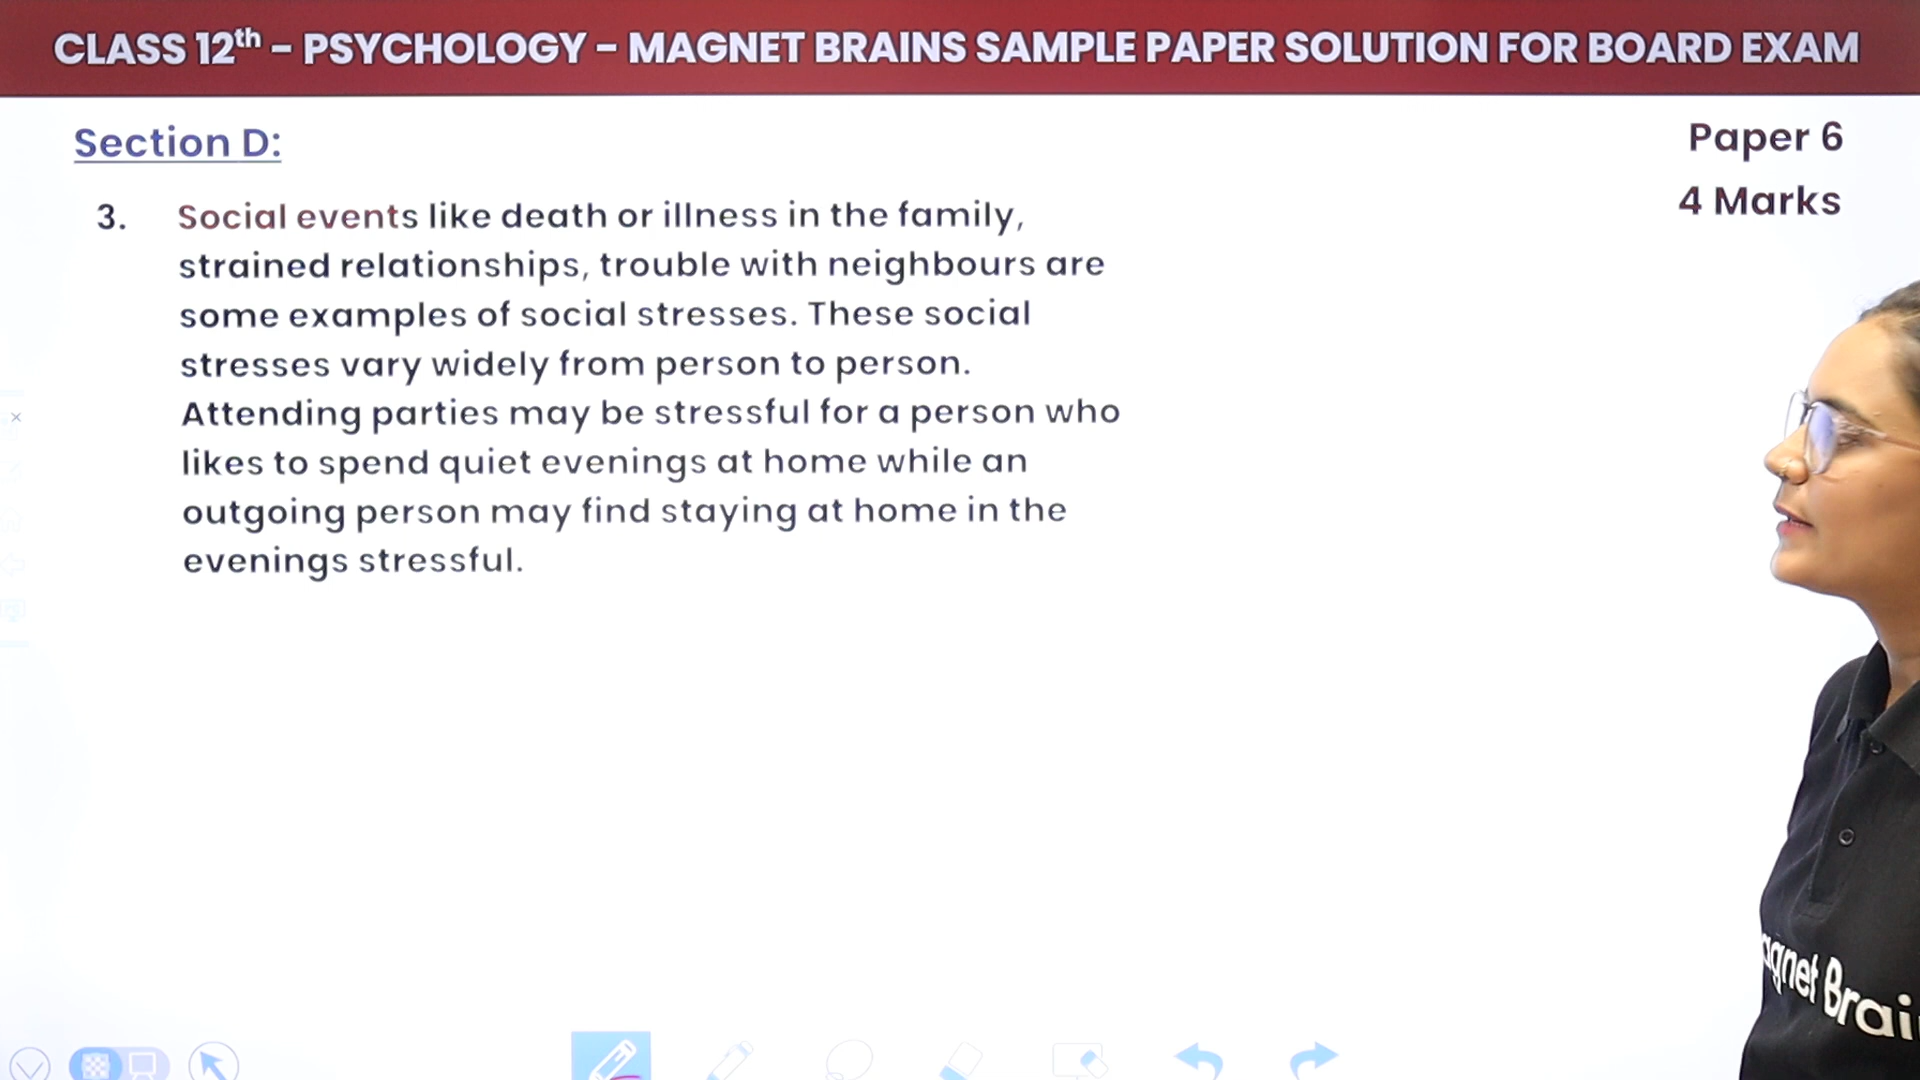 CLASS 12th – PSYCHOLOGY – MAGNET BRAINS SAMPLE PAPER SOLUTION FOR BOARD EXAM
Section D:
Paper 6
4 Marks
3. Social events like death or illness in the family,
strained relationships, trouble with neighbours are
some examples of social stresses. These social
stresses vary widely from person to person.
Attending parties may be stressful for a person who
likes to spend quiet evenings at home while an
outgoing person may find staying at home in the
evenings stressful.